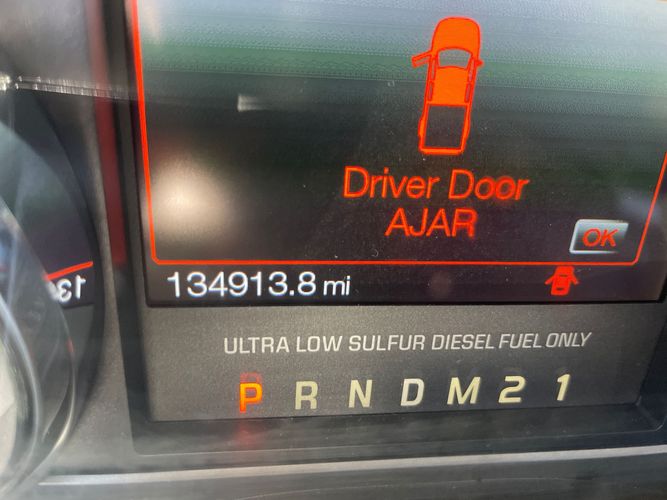 Driver Door
AJAR
OK
134913.8 mi
ULTRA LOW SULFUR DIESEL FUEL ONLY
P R N D M 2 1